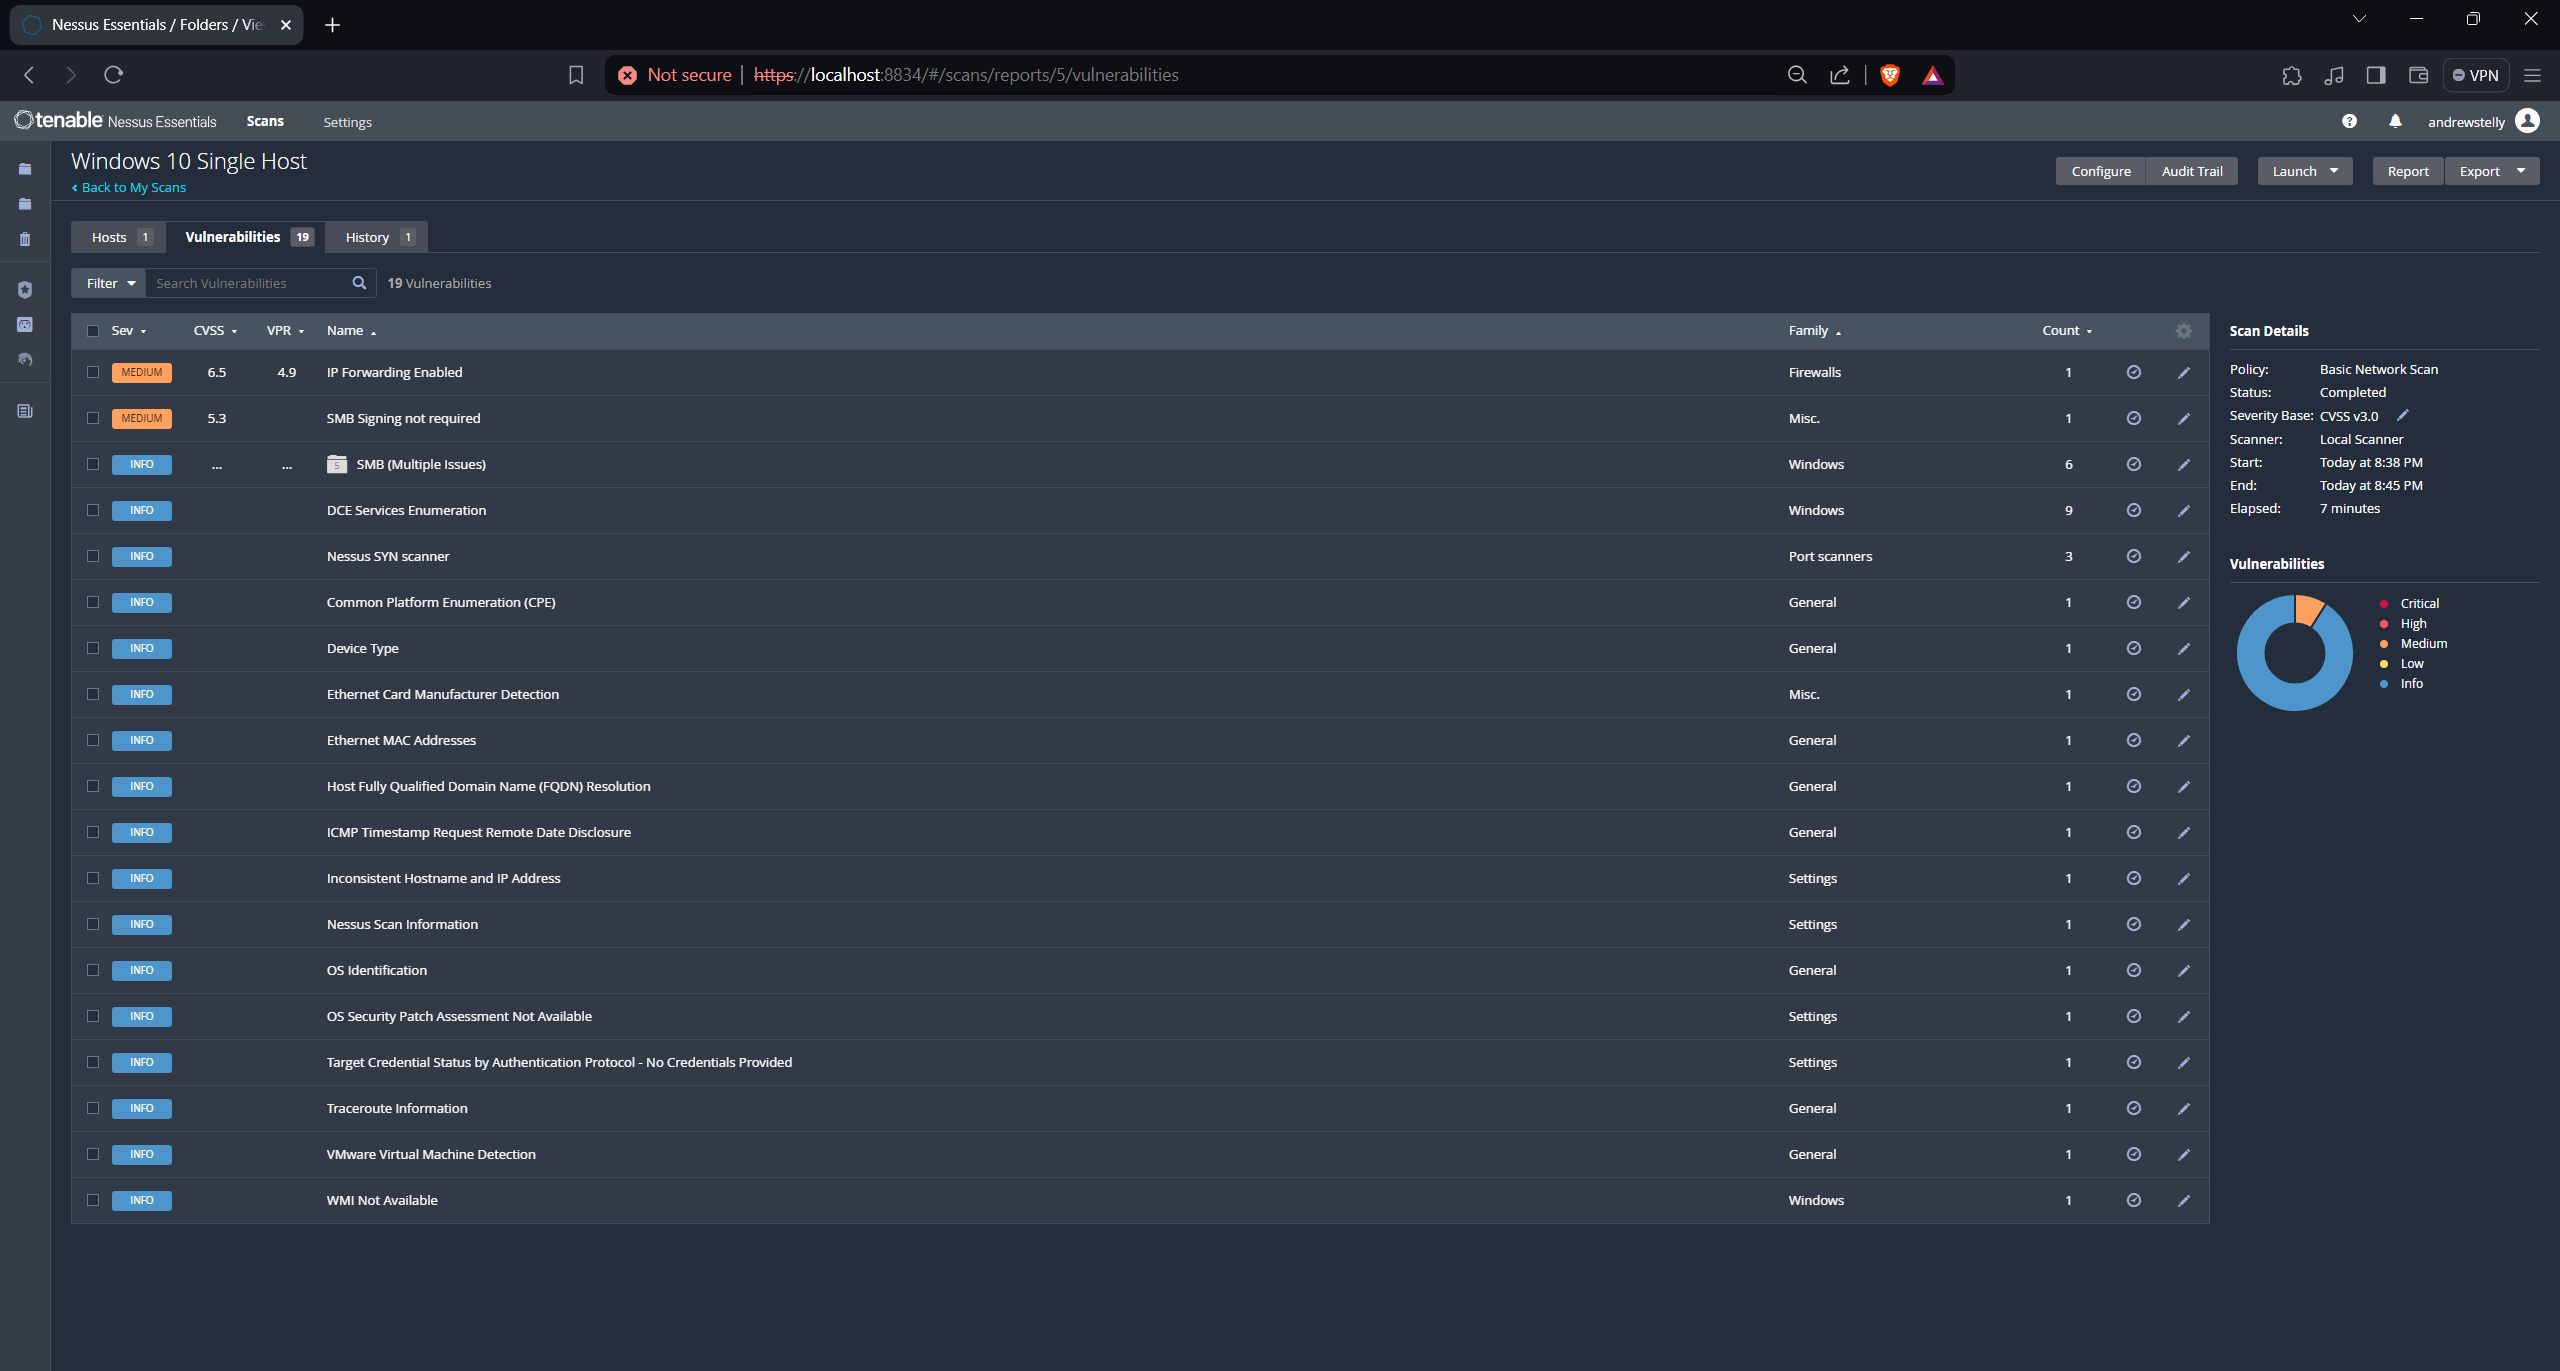 Nessus Essentials / Folders / Vie
Not secure | https://localhost:8834/#/scans/reports/5/vulnerabilities
VPN
tenable Nessus Essentials Scans Settings
andrewstelly
Windows 10 Single Host
Back to My Scans
Configure Audit Trail Launch Report Export
Hosts 1 Vulnerabilities 19 History 1
Filter Search Vulnerabilities 19 Vulnerabilities
Sev CVSS VPR Name Family Count
MEDIUM 6.5 4.9 IP Forwarding Enabled Firewalls 1
MEDIUM 5.3 SMB Signing not required Misc. 1
INFO ... ... 5 SMB (Multiple Issues) Windows 6
INFO DCE Services Enumeration Windows 9
INFO Nessus SYN scanner Port scanners 3
INFO Common Platform Enumeration (CPE) General 1
INFO Device Type General 1
INFO Ethernet Card Manufacturer Detection Misc. 1
INFO Ethernet MAC Addresses General 1
INFO Host Fully Qualified Domain Name (FQDN) Resolution General 1
INFO ICMP Timestamp Request Remote Date Disclosure General 1
INFO Inconsistent Hostname and IP Address Settings 1
INFO Nessus Scan Information Settings 1
INFO OS Identification General 1
INFO OS Security Patch Assessment Not Available Settings 1
INFO Target Credential Status by Authentication Protocol - No Credentials Provided Settings 1
INFO Traceroute Information General 1
INFO VMware Virtual Machine Detection General 1
INFO WMI Not Available Windows 1
Scan Details
Policy: Basic Network Scan
Status: Completed
Severity Base: CVSS v3.0
Scanner: Local Scanner
Start: Today at 8:38 PM
End: Today at 8:45 PM
Elapsed: 7 minutes
Vulnerabilities
Critical
High
Medium
Low
Info